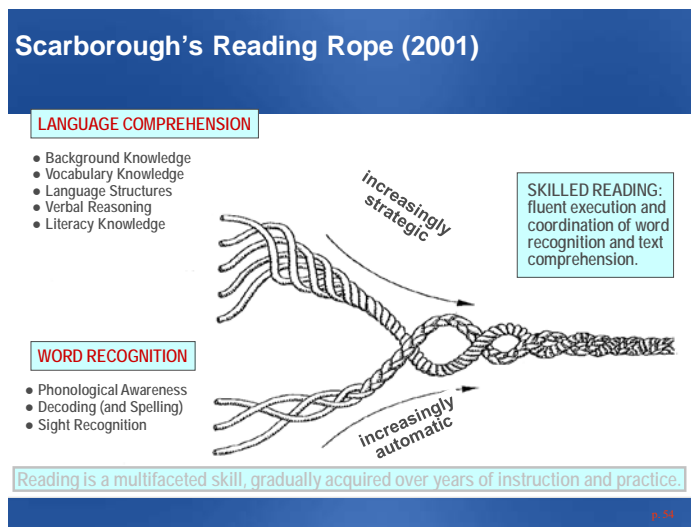 Scarborough's Reading Rope (2001)
LANGUAGE COMPREHENSION
● Background Knowledge
● Vocabulary Knowledge
● Language Structures
● Verbal Reasoning
● Literacy Knowledge
increasingly
strategic
SKILLED READING:
fluent execution and
coordination of word
recognition and text
comprehension.
WORD RECOGNITION
● Phonological Awareness
● Decoding (and Spelling)
● Sight Recognition
increasingly
automatic
Reading is a multifaceted skill, gradually acquired over years of instruction and practice.
p. 54